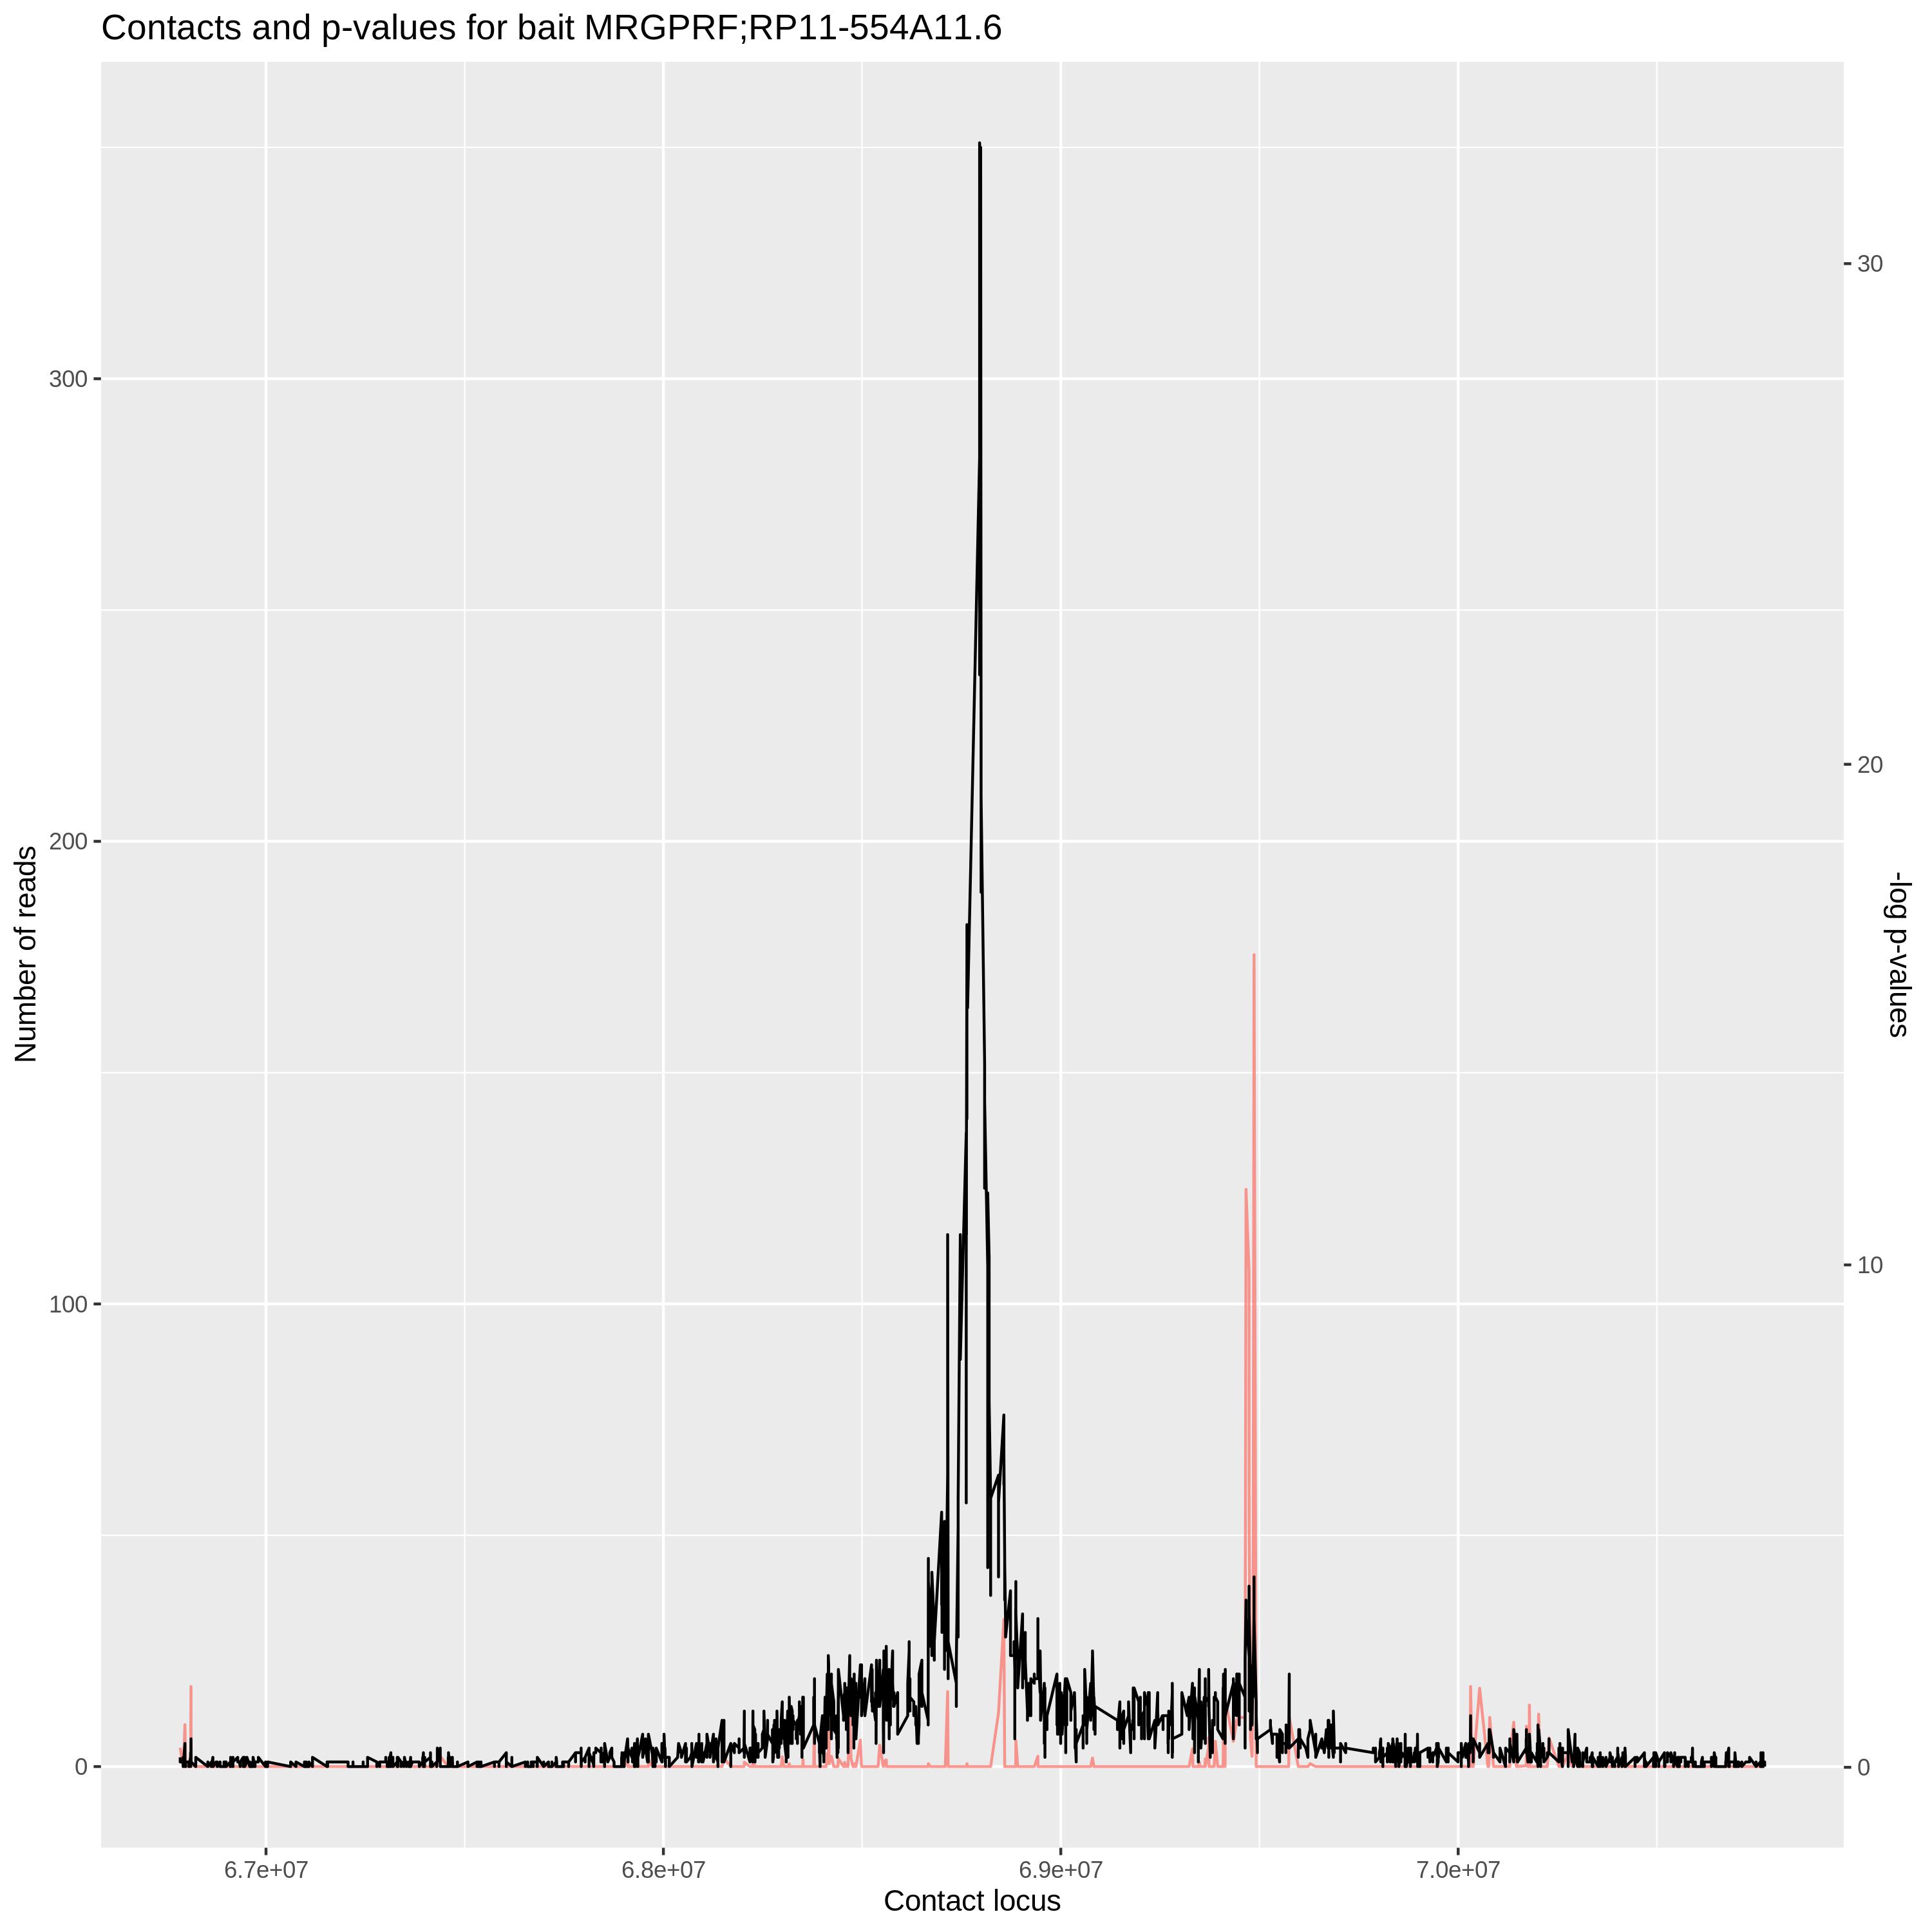 Contacts and p-values for bait MRGPRF;RP11-554A11.6
Number of reads
300
200
100
0
30
20
10
0
-log p-values
6.7e+07 6.8e+07 6.9e+07 7.0e+07
Contact locus